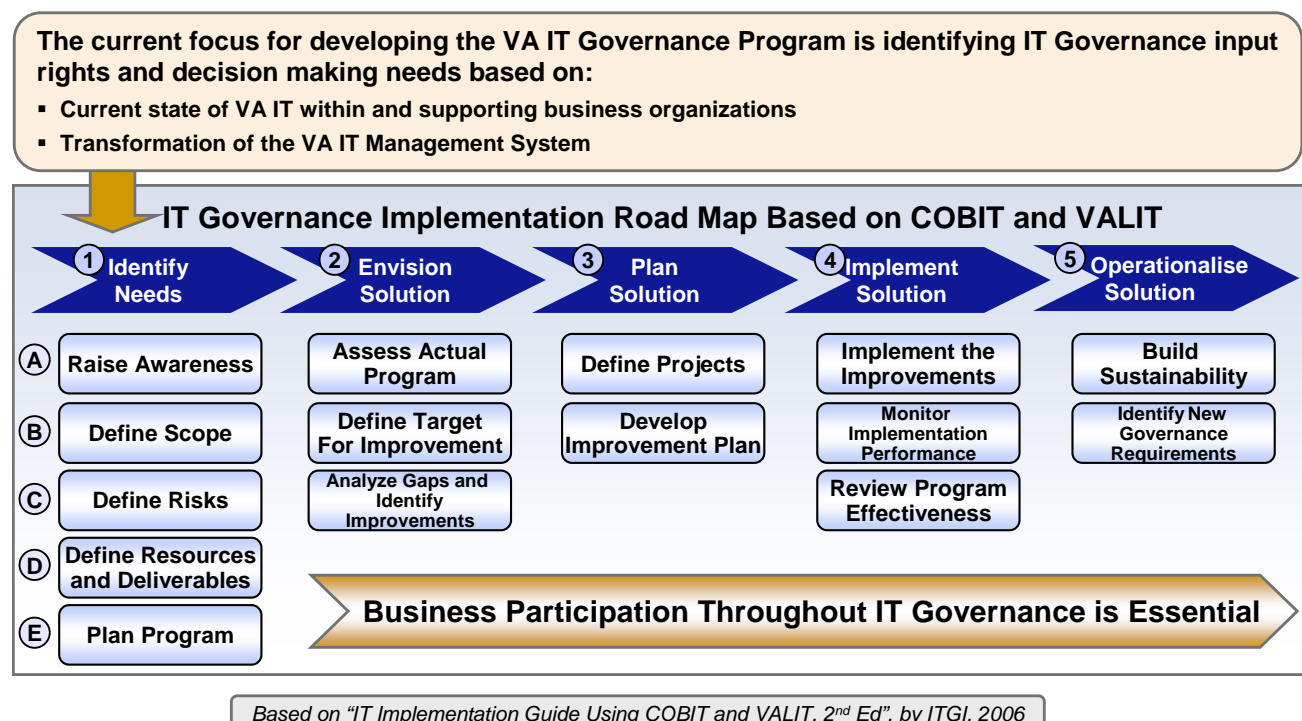 The current focus for developing the VA IT Governance Program is identifying IT Governance input
rights and decision making needs based on:
▪ Current state of VA IT within and supporting business organizations
▪ Transformation of the VA IT Management System
IT Governance Implementation Road Map Based on COBIT and VALIT
1 Identify
Needs
2 Envision
Solution
3 Plan
Solution
4 Implement
Solution
5 Operationalise
Solution
A
Raise Awareness
Assess Actual
Program
Define Projects
Implement the
Improvements
Build
Sustainability
B
Define Scope
Define Target
For Improvement
Develop
Improvement Plan
Monitor
Implementation
Performance
Identify New
Governance
Requirements
C
Define Risks
Analyze Gaps and
Identify
Improvements
Review Program
Effectiveness
D
Define Resources
and Deliverables
E
Plan Program
Business Participation Throughout IT Governance is Essential
Based on “IT Implementation Guide Using COBIT and VALIT, 2nd Ed”, by ITGI, 2006